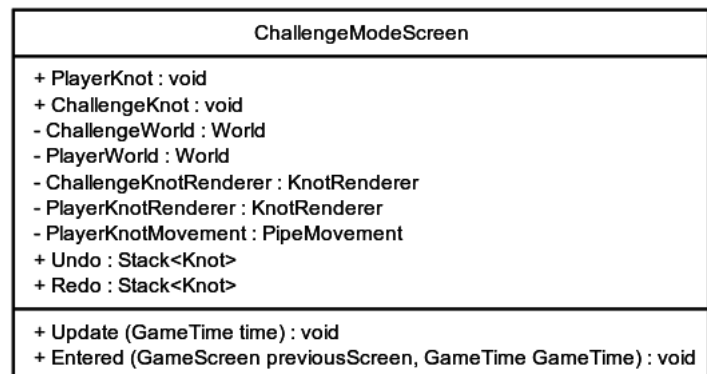 ChallengeModeScreen
+ PlayerKnot : void
+ ChallengeKnot : void
- ChallengeWorld : World
- PlayerWorld : World
- ChallengeKnotRenderer : KnotRenderer
- PlayerKnotRenderer : KnotRenderer
- PlayerKnotMovement : PipeMovement
+ Undo : Stack<Knot>
+ Redo : Stack<Knot>
+ Update (GameTime time) : void
+ Entered (GameScreen previousScreen, GameTime GameTime) : void